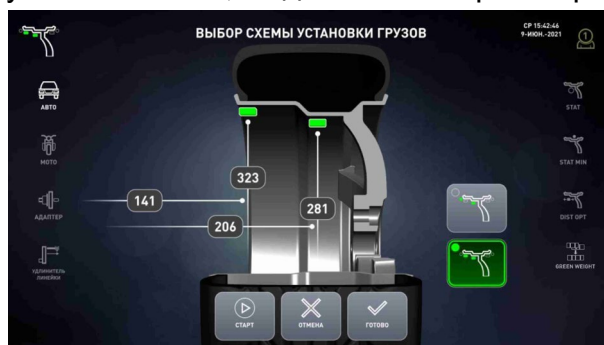 ВЫБОР СХЕМЫ УСТАНОВКИ ГРУЗОВ
СР 15:42:46
9-ИЮН.-2021
1
АВТО
МОТО
АДАПТЕР
УДЛИНИТЕЛЬ
ЛИНЕЙКИ
323
141
206
281
STAT
STAT MIN
DIST OPT
GREEN WEIGHT
СТАРТ
ОТМЕНА
ГОТОВО